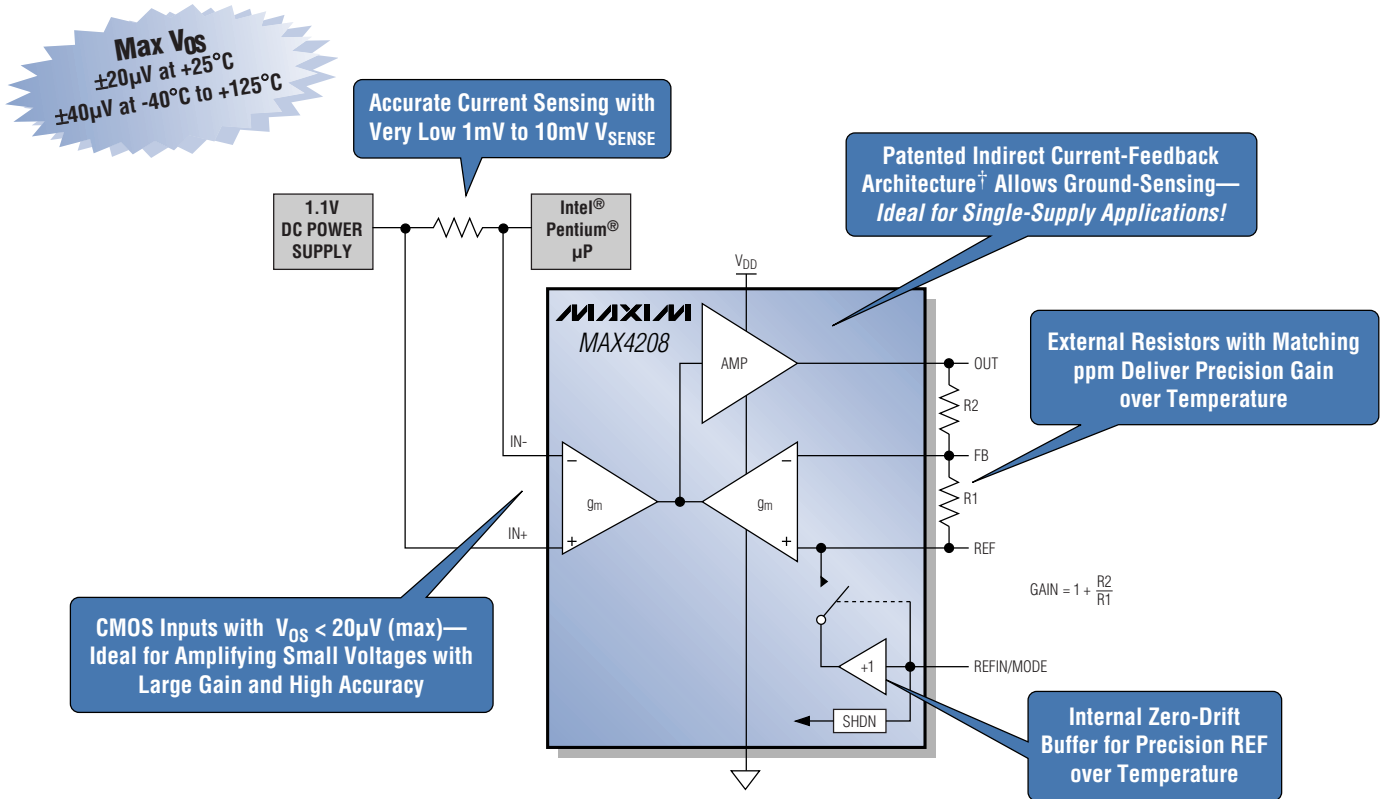 Max VOS
±20µV at +25°C
±40µV at -40°C to +125°C
Accurate Current Sensing with
Very Low 1mV to 10mV VSENSE
Patented Indirect Current-Feedback
Architecture† Allows Ground-Sensing—
Ideal for Single-Supply Applications!
1.1V
DC POWER
SUPPLY
Intel®
Pentium®
µP
VDD
MAXIM
MAX4208
AMP
OUT
R2
External Resistors with Matching
ppm Deliver Precision Gain
over Temperature
IN-
−
gm
+
IN+
−
gm
+
FB
R1
REF
GAIN = 1 + R2
R1
CMOS Inputs with VOS < 20µV (max)—
Ideal for Amplifying Small Voltages with
Large Gain and High Accuracy
+1
REFIN/MODE
SHDN
Internal Zero-Drift
Buffer for Precision REF
over Temperature